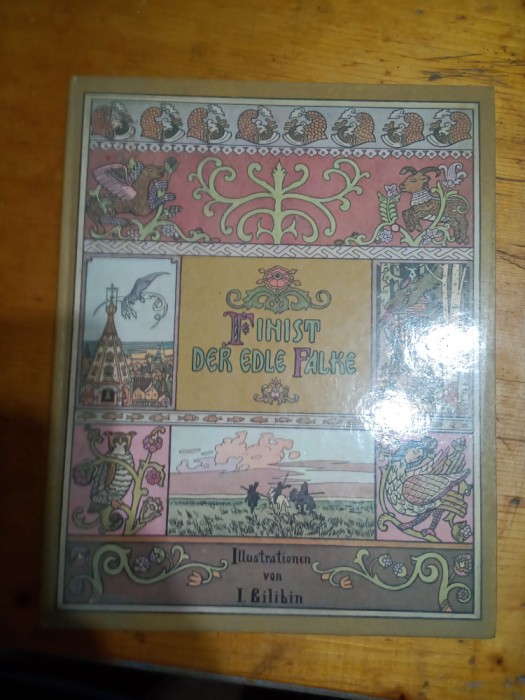 FINIST
DER EDLE FALKE
Illustrationen
von
I. Bilibin